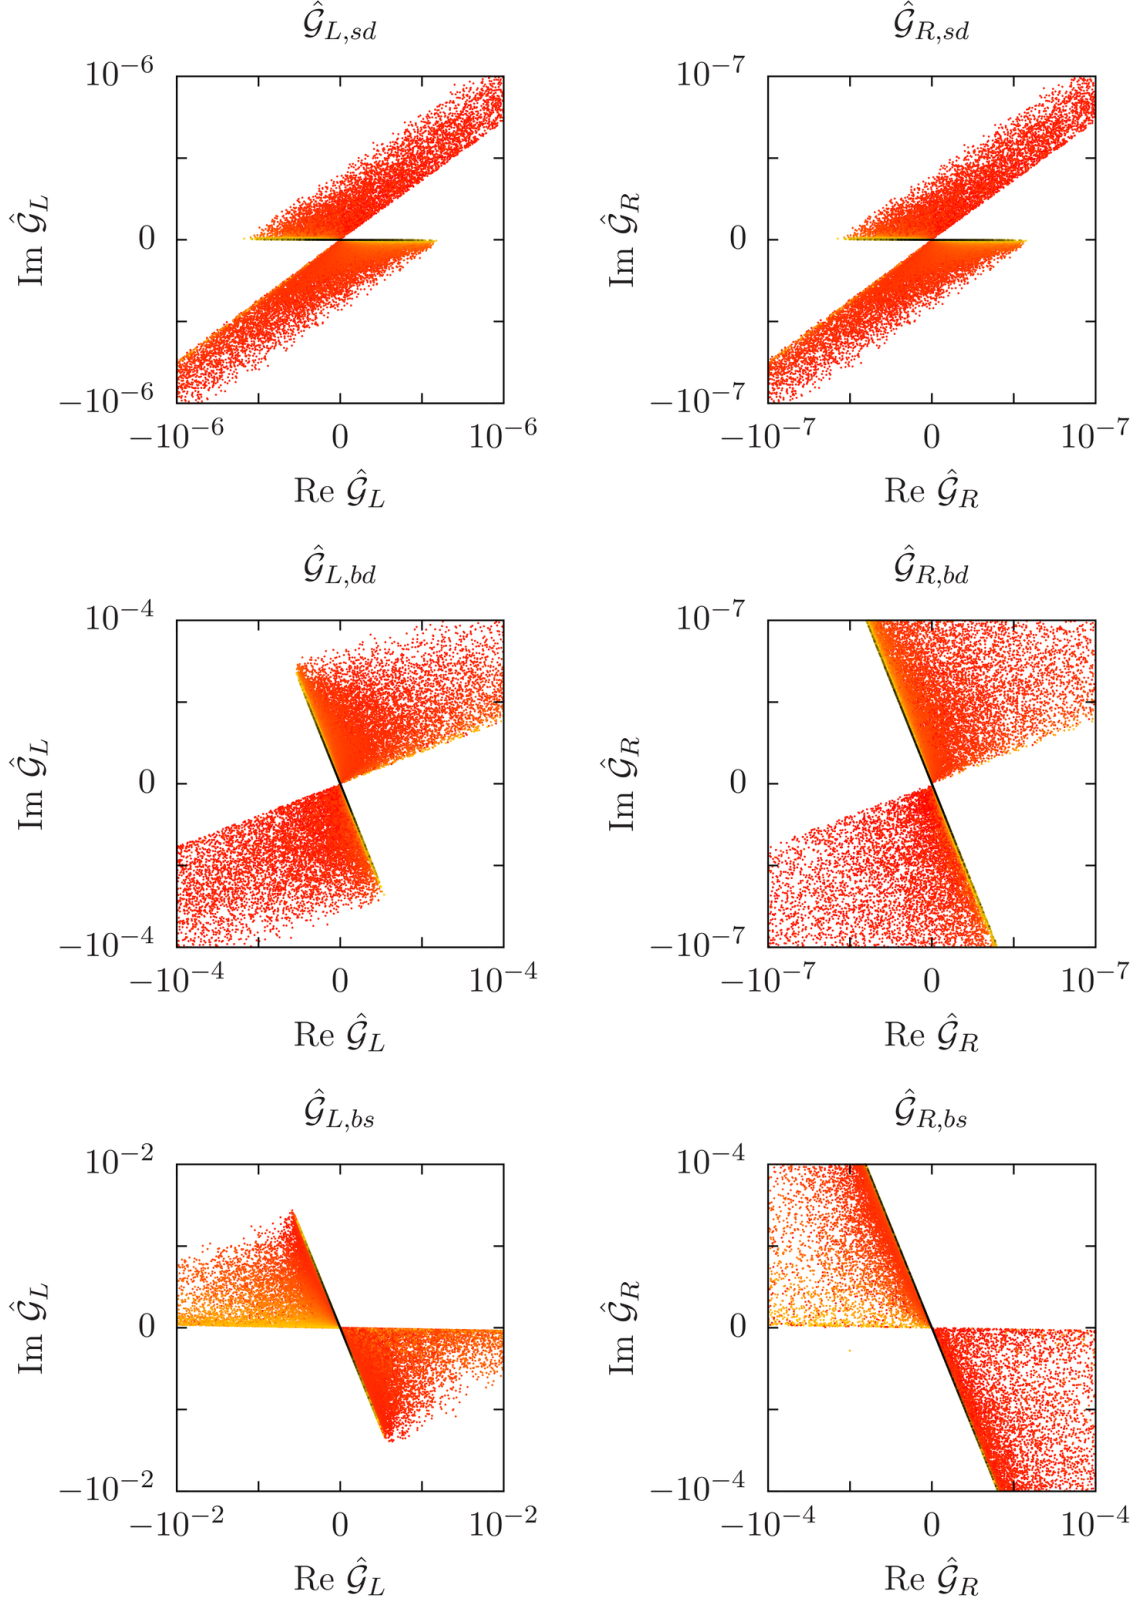 𝒢̂_{L,sd}
10^{-6}
0
−10^{-6}
Im 𝒢̂_L
−10^{-6} 0 10^{-6}
Re 𝒢̂_L
𝒢̂_{R,sd}
10^{-7}
0
−10^{-7}
Im 𝒢̂_R
−10^{-7} 0 10^{-7}
Re 𝒢̂_R
𝒢̂_{L,bd}
10^{-4}
0
−10^{-4}
Im 𝒢̂_L
−10^{-4} 0 10^{-4}
Re 𝒢̂_L
𝒢̂_{R,bd}
10^{-7}
0
−10^{-7}
Im 𝒢̂_R
−10^{-7} 0 10^{-7}
Re 𝒢̂_R
𝒢̂_{L,bs}
10^{-2}
0
−10^{-2}
Im 𝒢̂_L
−10^{-2} 0 10^{-2}
Re 𝒢̂_L
𝒢̂_{R,bs}
10^{-4}
0
−10^{-4}
Im 𝒢̂_R
−10^{-4} 0 10^{-4}
Re 𝒢̂_R